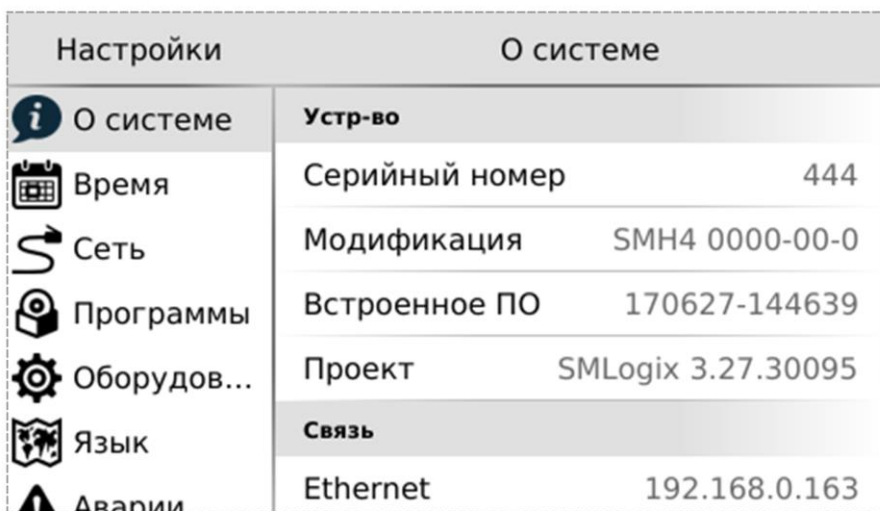 Настройки
О системе
О системе
Время
Сеть
Программы
Оборудов...
Язык
Аварии
Устр-во
Серийный номер 444
Модификация SMH4 0000-00-0
Встроенное ПО 170627-144639
Проект SMLogix 3.27.30095
Связь
Ethernet 192.168.0.163